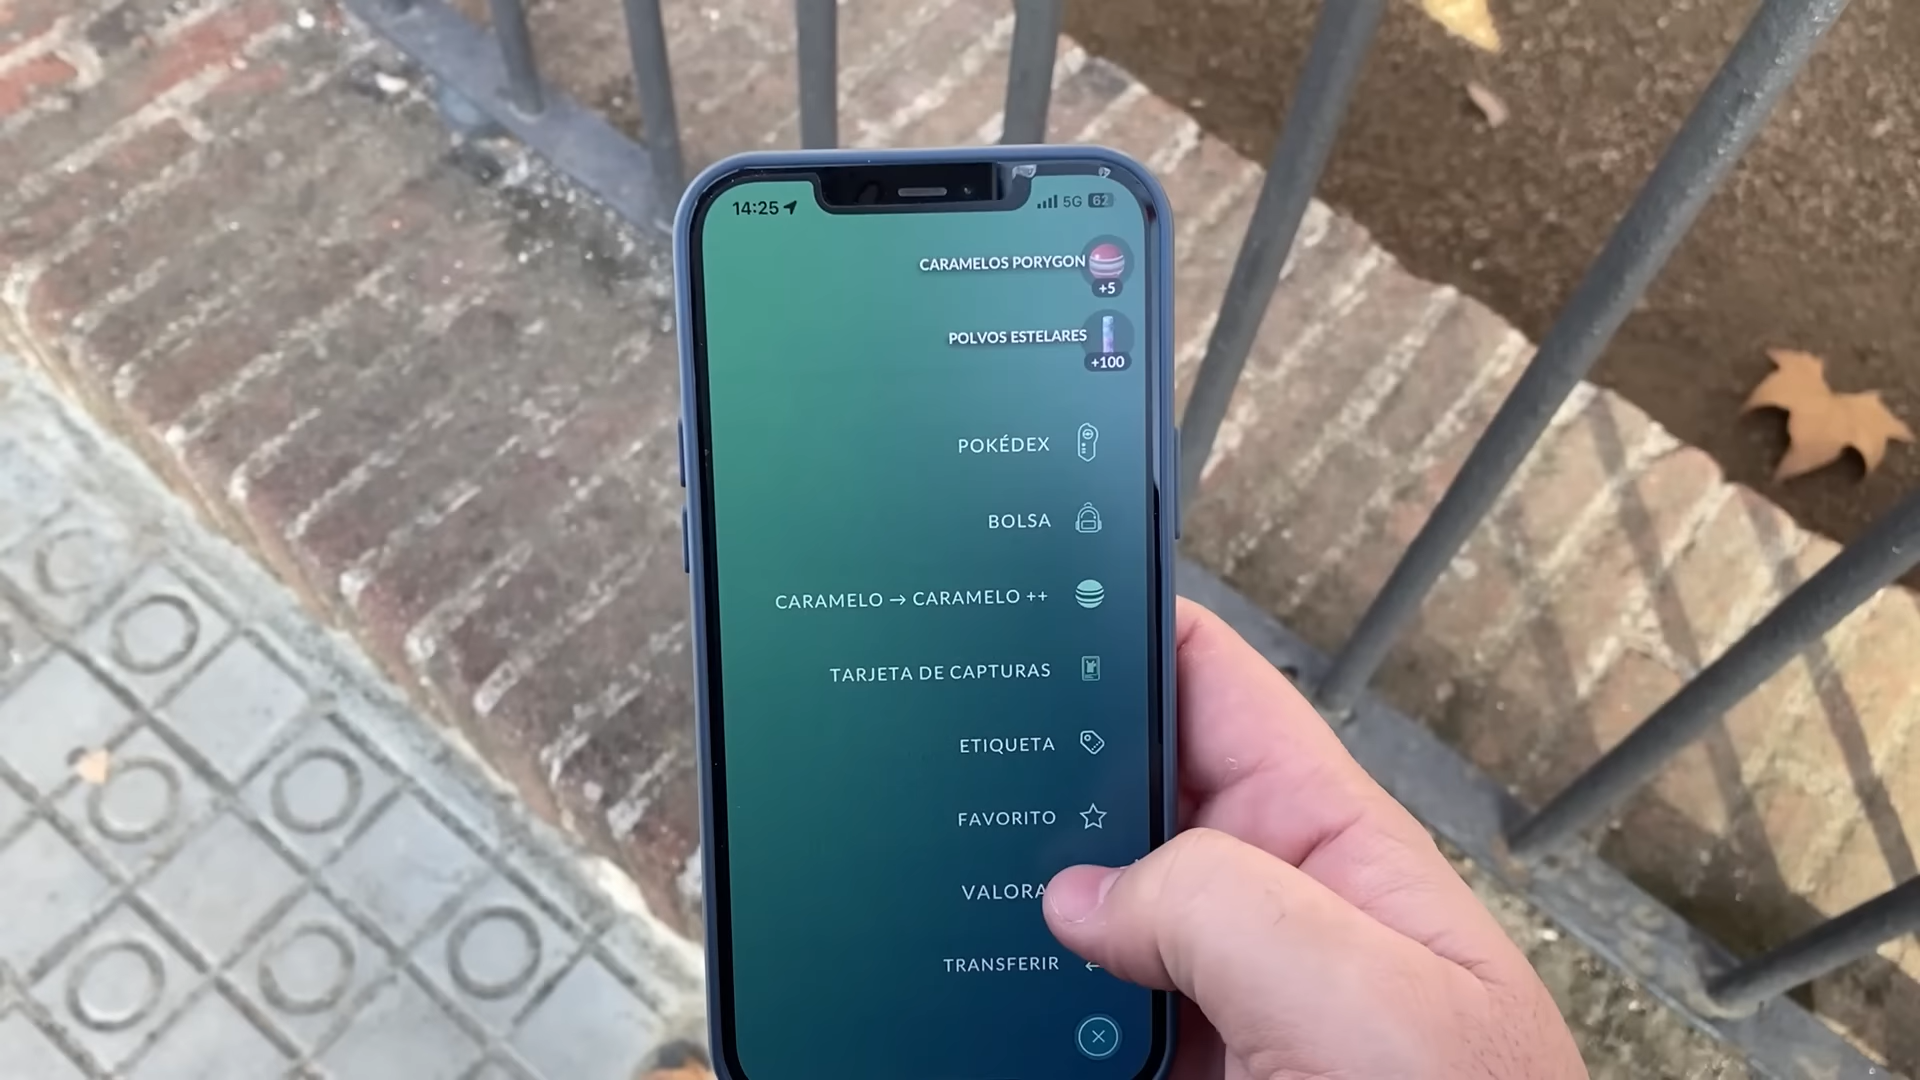 14:25
5G 62
CARAMELOS PORYGON
+5
POLVOS ESTELARES
+100
POKÉDEX
BOLSA
CARAMELO → CARAMELO ++
TARJETA DE CAPTURAS
ETIQUETA
FAVORITO
VALORA
TRANSFERIR